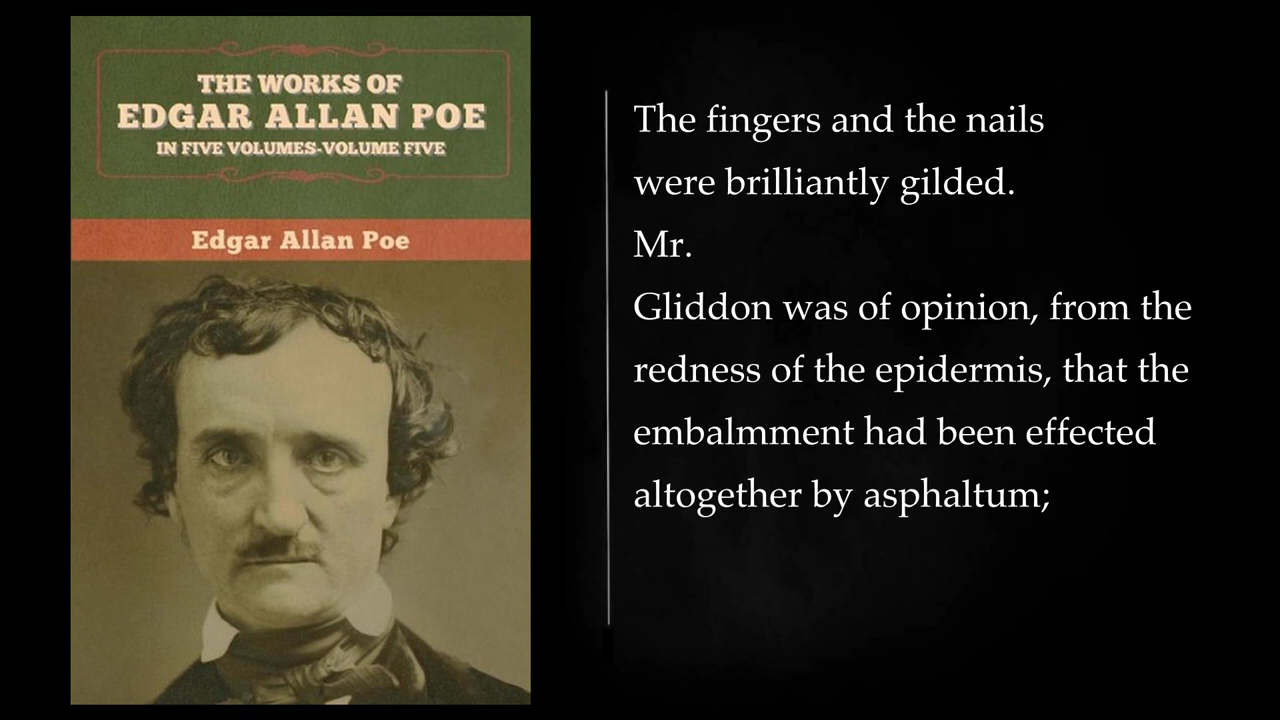 THE WORKS OF
EDGAR ALLAN POE
IN FIVE VOLUMES-VOLUME FIVE
Edgar Allan Poe
The fingers and the nails
were brilliantly gilded.
Mr.
Gliddon was of opinion, from the
redness of the epidermis, that the
embalmment had been effected
altogether by asphaltum;